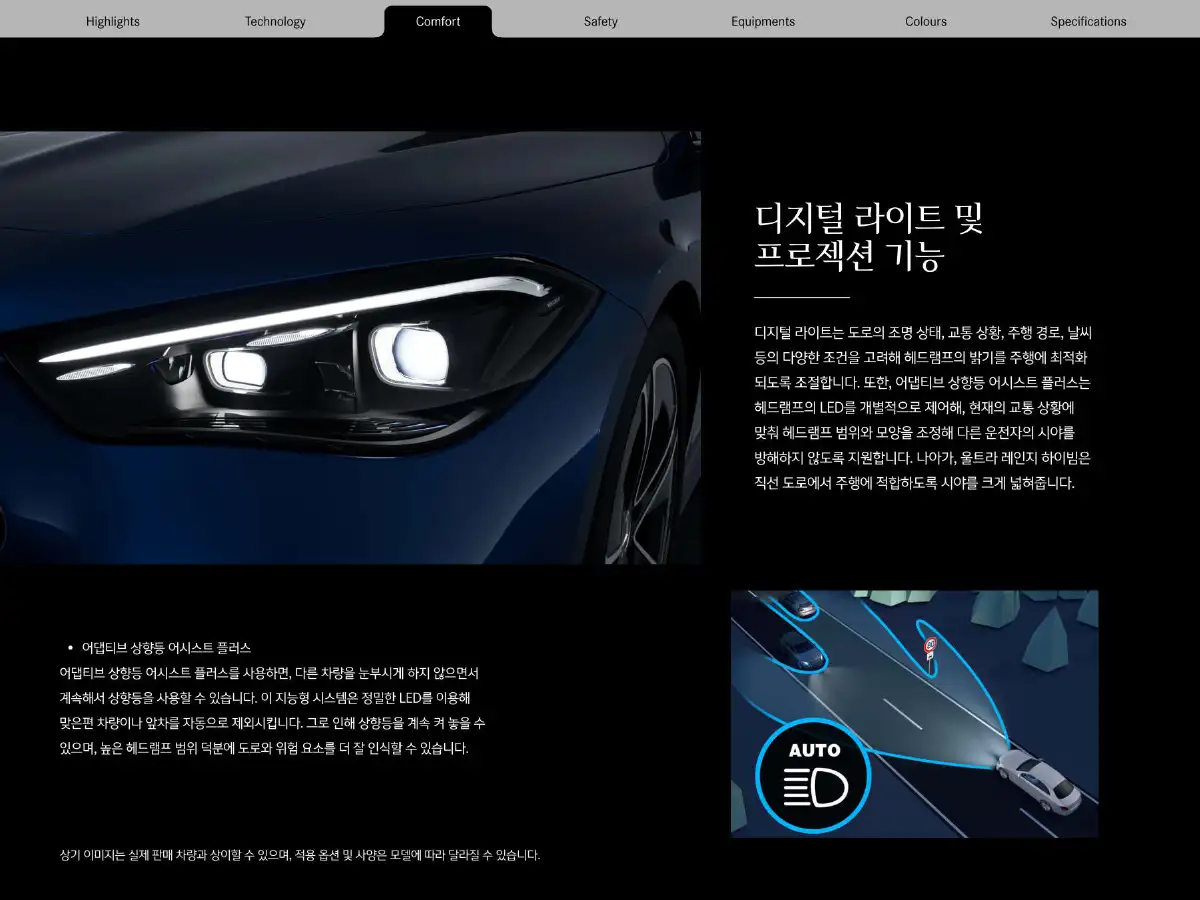 Highlights
Technology
Comfort
Safety
Equipments
Colours
Specifications
디지털 라이트 및
프로젝션 기능
디지털 라이트는 도로의 조명 상태, 교통 상황, 주행 경로, 날씨
등의 다양한 조건을 고려해 헤드램프의 밝기를 주행에 최적화
되도록 조절합니다. 또한, 어댑티브 상향등 어시스트 플러스는
헤드램프의 LED를 개별적으로 제어해, 현재의 교통 상황에
맞춰 헤드램프 범위와 모양을 조정해 다른 운전자의 시야를
방해하지 않도록 지원합니다. 나아가, 울트라 레인지 하이빔은
직선 도로에서 주행에 적합하도록 시야를 크게 넓혀줍니다.
• 어댑티브 상향등 어시스트 플러스
어댑티브 상향등 어시스트 플러스를 사용하면, 다른 차량을 눈부시게 하지 않으면서
계속해서 상향등을 사용할 수 있습니다. 이 지능형 시스템은 정밀한 LED를 이용해
맞은편 차량이나 앞차를 자동으로 제외시킵니다. 그로 인해 상향등을 계속 켜 놓을 수
있으며, 높은 헤드램프 범위 덕분에 도로와 위험 요소를 더 잘 인식할 수 있습니다.
AUTO
상기 이미지는 실제 판매 차량과 상이할 수 있으며, 적용 옵션 및 사양은 모델에 따라 달라질 수 있습니다.